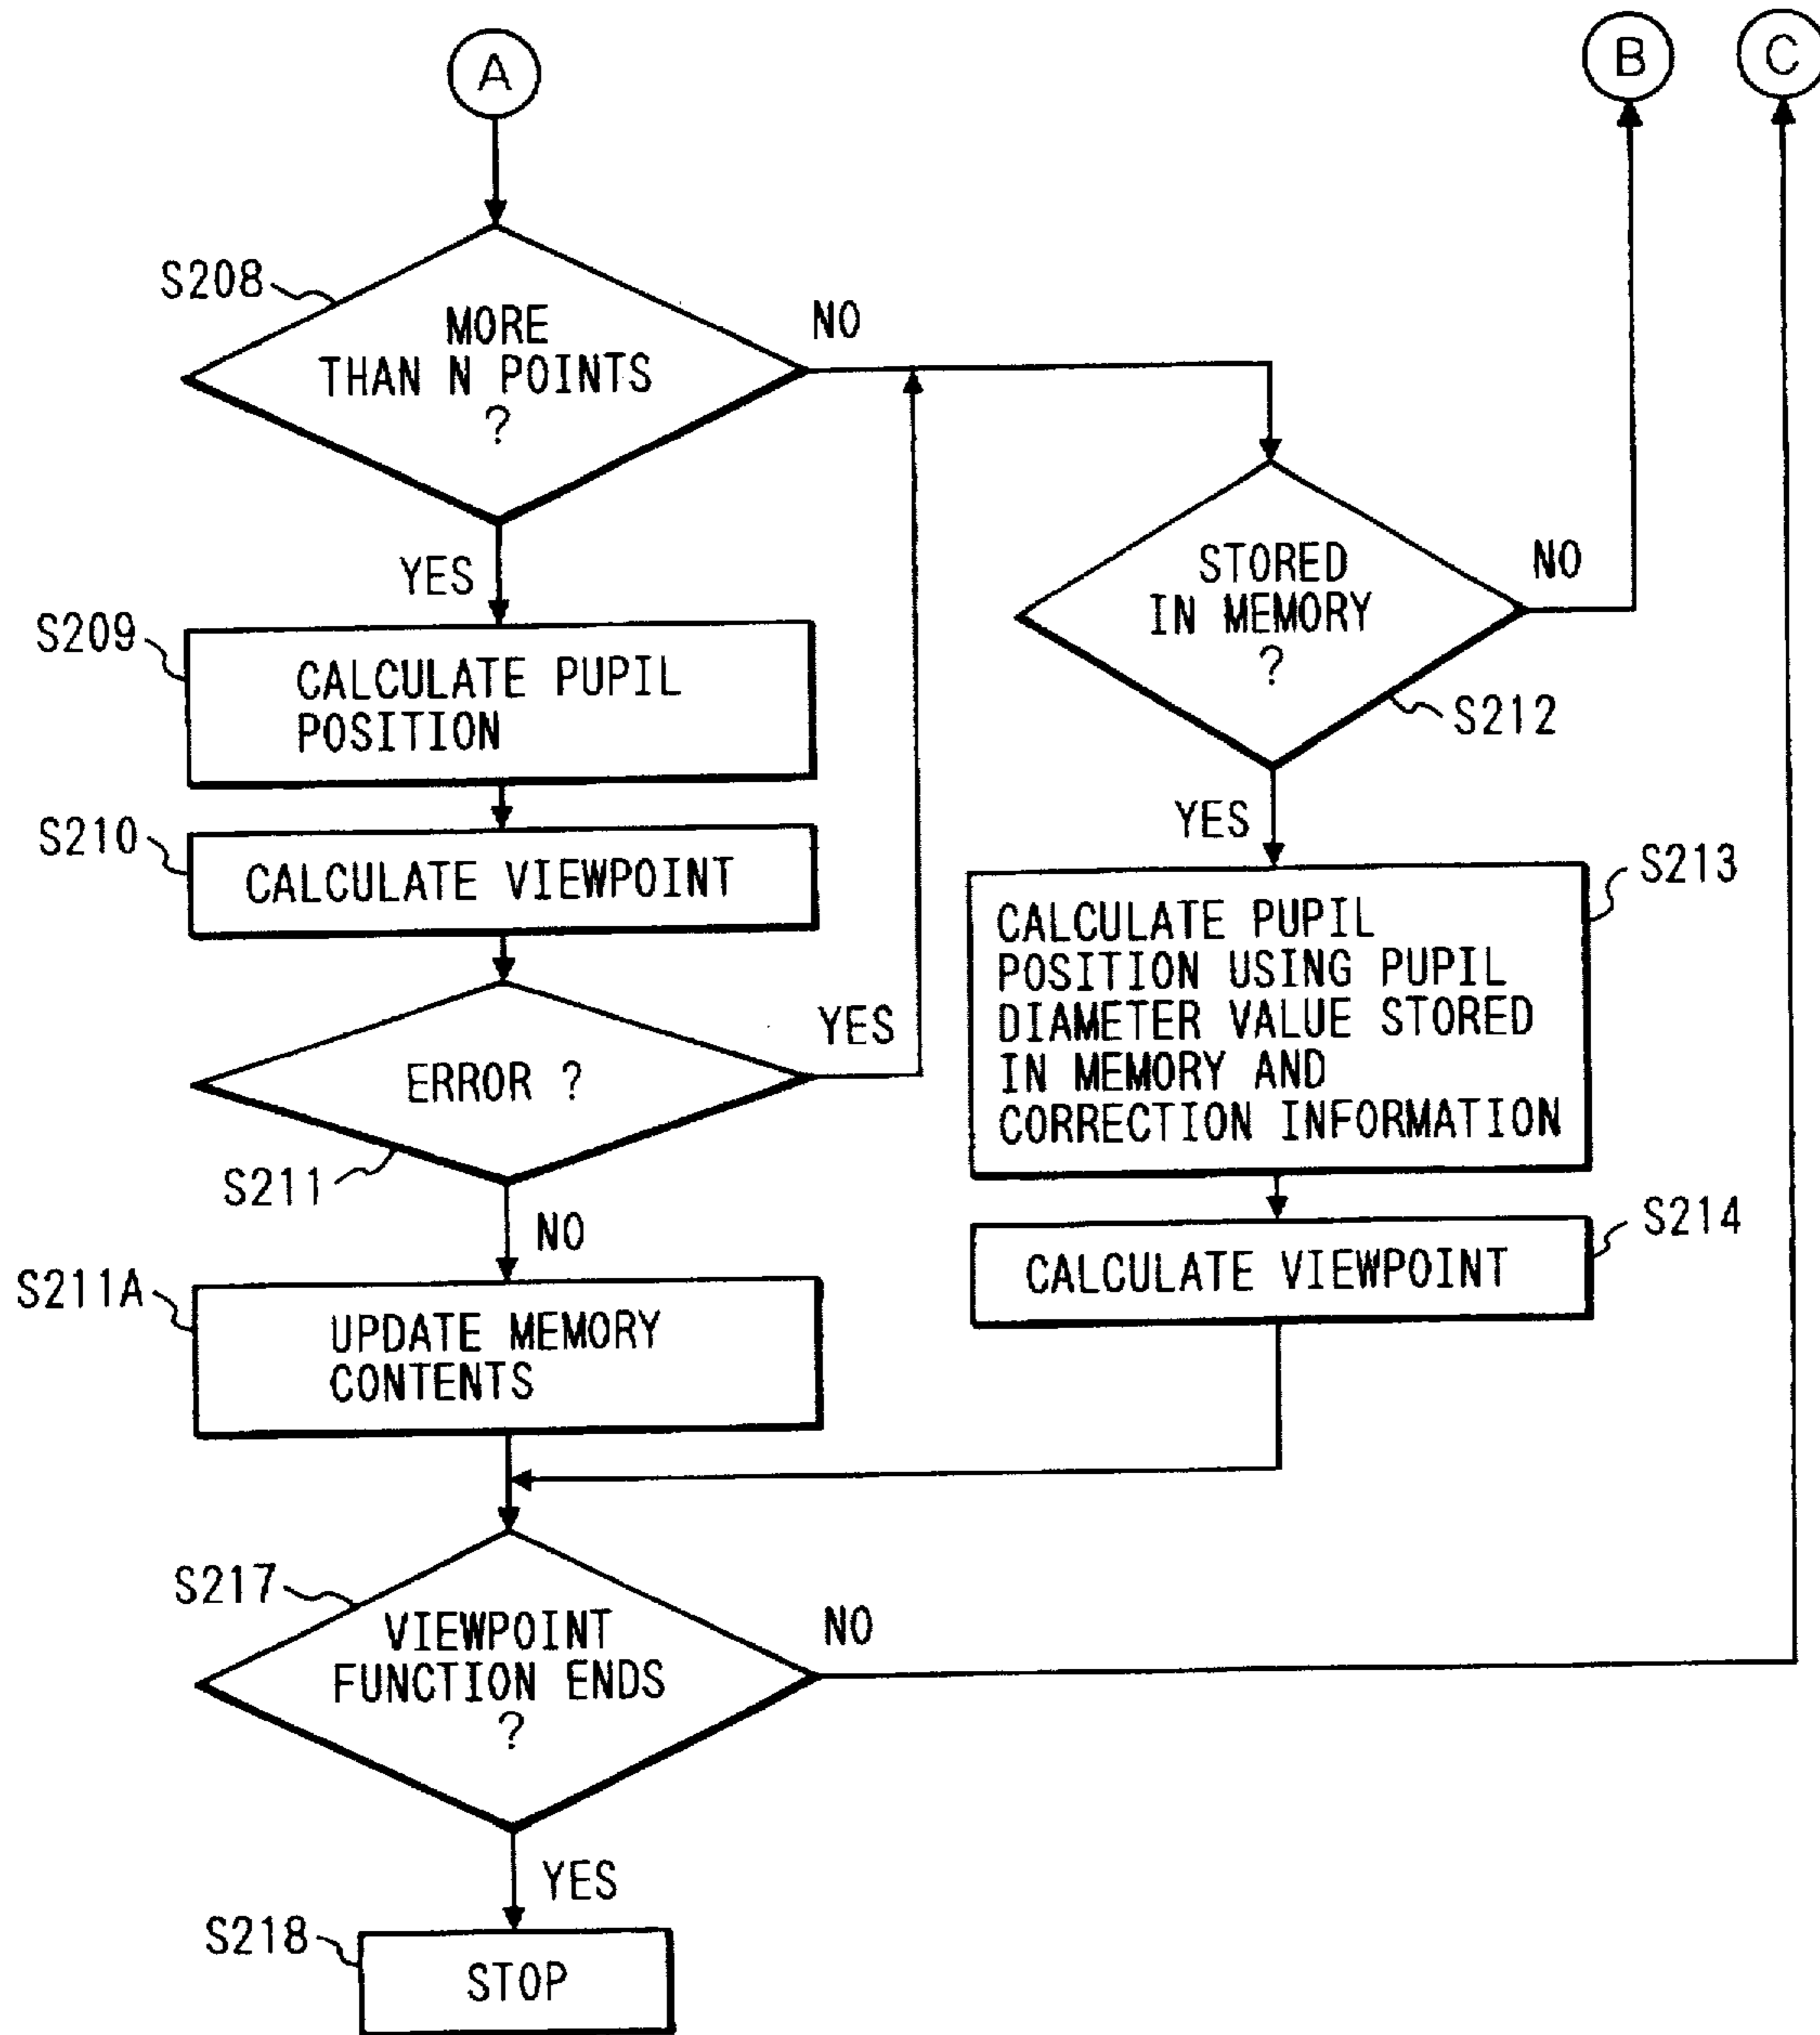 A
B
C
S208
MORE
THAN N POINTS
?
NO
YES
S209
CALCULATE PUPIL
POSITION
S210
CALCULATE VIEWPOINT
ERROR ?
YES
S211
NO
S211A
UPDATE MEMORY
CONTENTS
STORED
IN MEMORY
?
NO
S212
YES
S213
CALCULATE PUPIL
POSITION USING PUPIL
DIAMETER VALUE STORED
IN MEMORY AND
CORRECTION INFORMATION
S214
CALCULATE VIEWPOINT
S217
VIEWPOINT
FUNCTION ENDS
?
NO
YES
S218
STOP